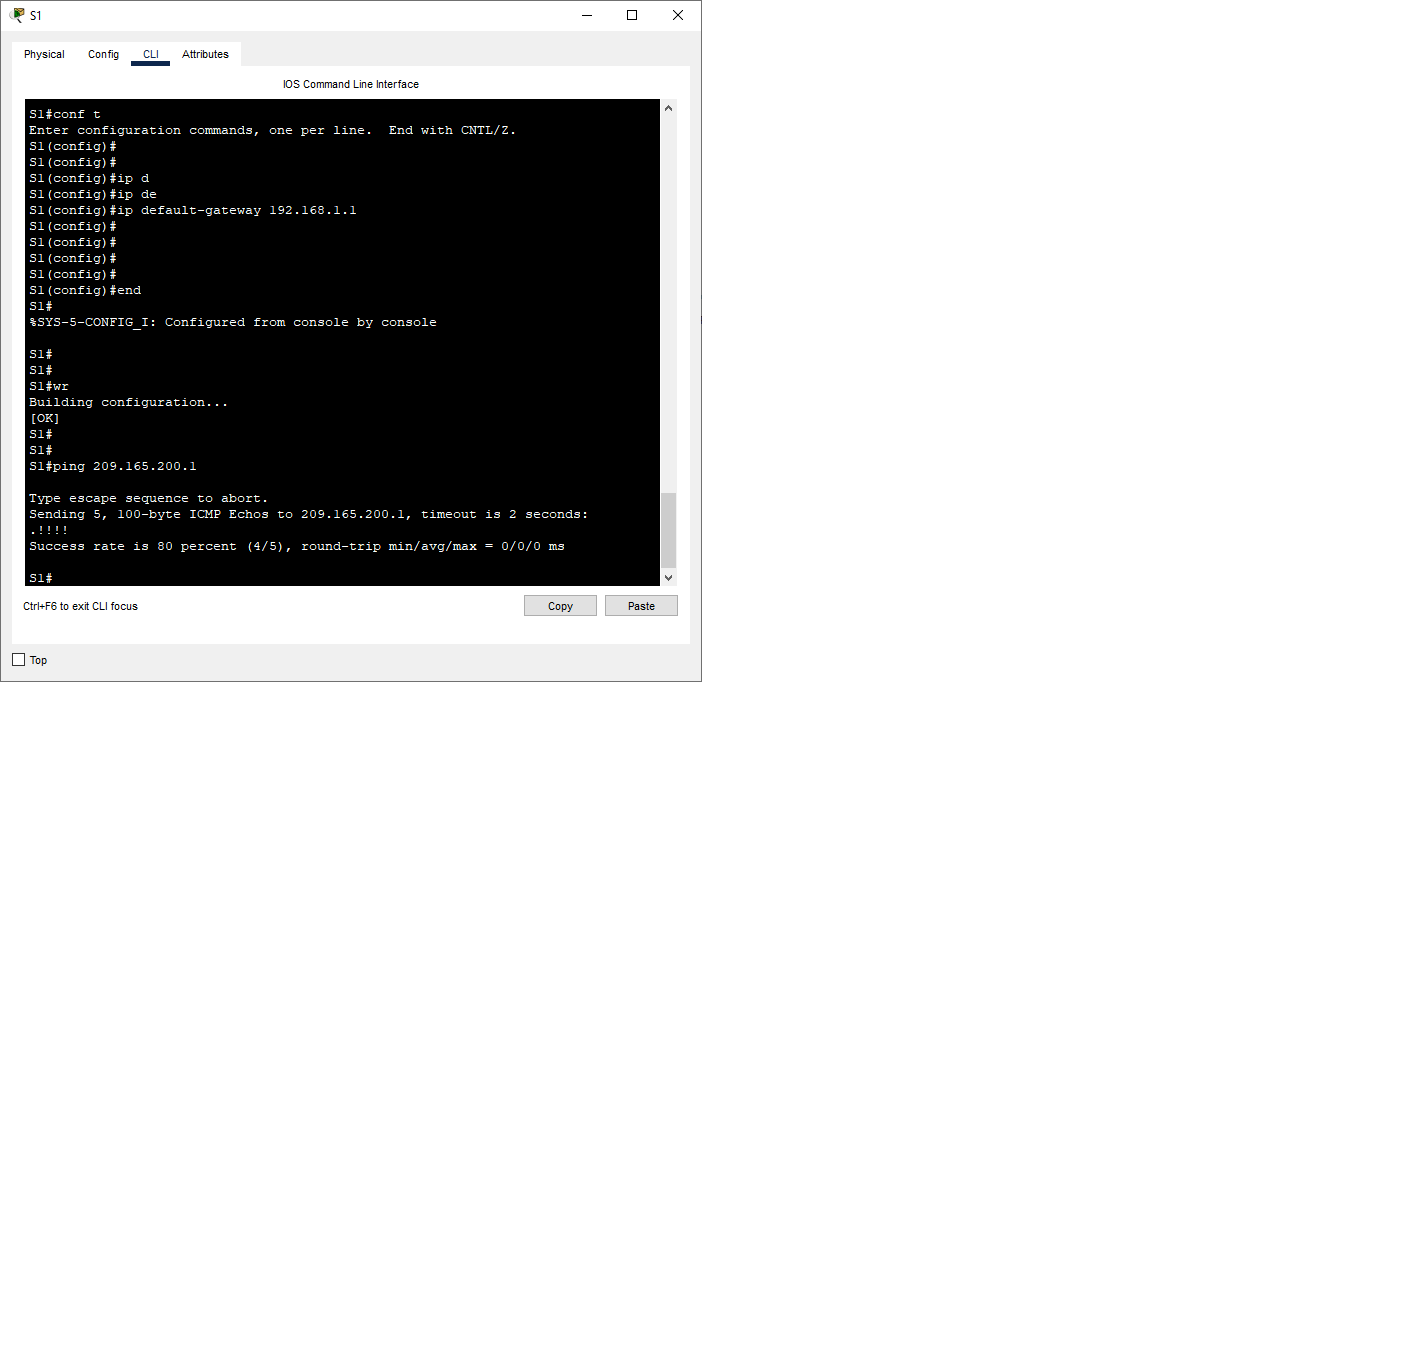 S1
Physical Config CLI Attributes
IOS Command Line Interface
S1#conf t
Enter configuration commands, one per line.  End with CNTL/Z.
S1(config)#
S1(config)#
S1(config)#ip d
S1(config)#ip de
S1(config)#ip default-gateway 192.168.1.1
S1(config)#
S1(config)#
S1(config)#
S1(config)#
S1(config)#end
S1#
%SYS-5-CONFIG_I: Configured from console by console
S1#
S1#
S1#wr
Building configuration...
[OK]
S1#
S1#
S1#ping 209.165.200.1
Type escape sequence to abort.
Sending 5, 100-byte ICMP Echos to 209.165.200.1, timeout is 2 seconds:
.!!!!
Success rate is 80 percent (4/5), round-trip min/avg/max = 0/0/0 ms
S1#
Ctrl+F6 to exit CLI focus Copy Paste
Top